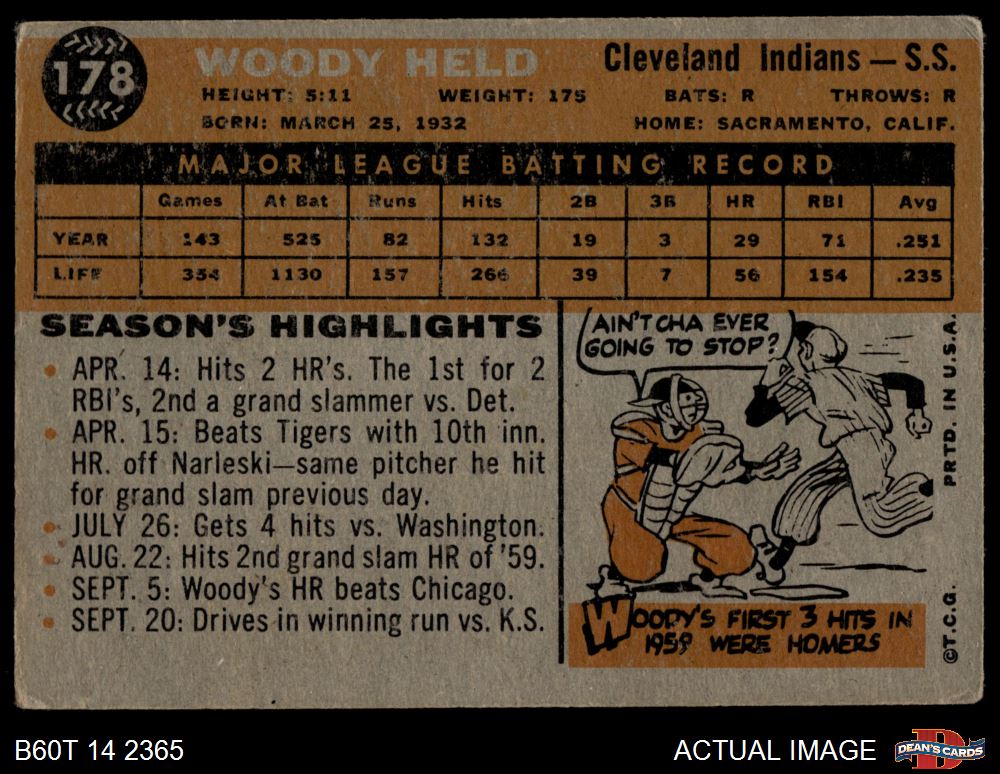 178
WOODY HELD
Cleveland Indians — S.S.
HEIGHT: 5:11 WEIGHT: 175 BATS: R THROWS: R
BORN: MARCH 25, 1932 HOME: SACRAMENTO, CALIF.
MAJOR LEAGUE BATTING RECORD
Games At Bat Runs Hits 2B 3B HR RBI Avg
YEAR 143 525 82 132 19 3 29 71 .251
LIFE 354 1130 157 266 39 7 56 154 .235
SEASON'S HIGHLIGHTS
• APR. 14: Hits 2 HR's. The 1st for 2
RBI's, 2nd a grand slammer vs. Det.
• APR. 15: Beats Tigers with 10th inn.
HR. off Narleski—same pitcher he hit
for grand slam previous day.
• JULY 26: Gets 4 hits vs. Washington.
• AUG. 22: Hits 2nd grand slam HR of '59.
• SEPT. 5: Woody's HR beats Chicago.
• SEPT. 20: Drives in winning run vs. K.S.
AIN'T CHA EVER
GOING TO STOP?
WOODY'S FIRST 3 HITS IN
1959 WERE HOMERS
©T.C.G. PRTD. IN U.S.A.
B60T 14 2365
ACTUAL IMAGE
DEAN'S CARDS